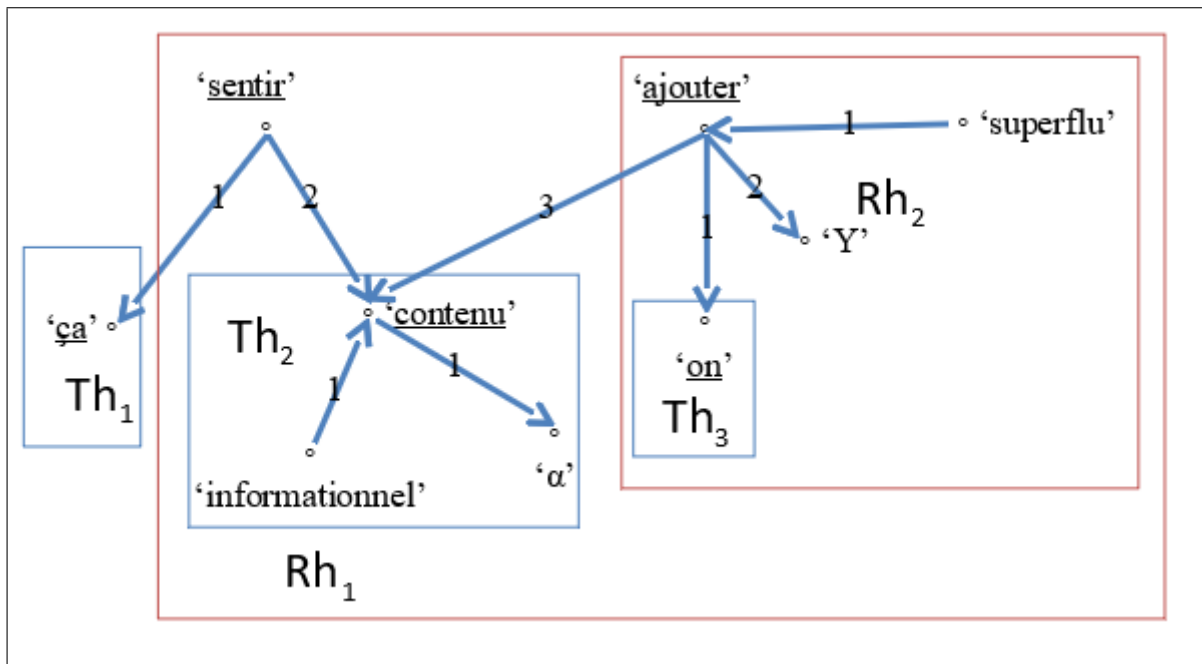 ‘sentir’
‘ajouter’
1
‘superflu’
1
2
3
2
1
Rh2
‘Y’
‘ça’
Th1
Th2
‘contenu’
1
1
‘on’
Th3
‘informationnel’
‘α’
Rh1